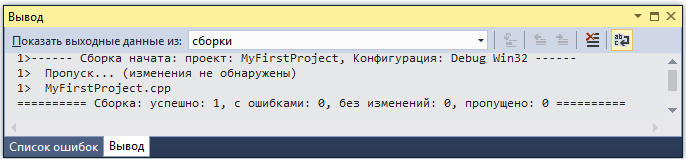 Вывод
Показать выходные данные из: сборки
1>------ Сборка начата: проект: MyFirstProject, Конфигурация: Debug Win32 ------
1>  Пропуск... (изменения не обнаружены)
1>  MyFirstProject.cpp
========== Сборка: успешно: 1, с ошибками: 0, без изменений: 0, пропущено: 0 ==========
Список ошибок Вывод